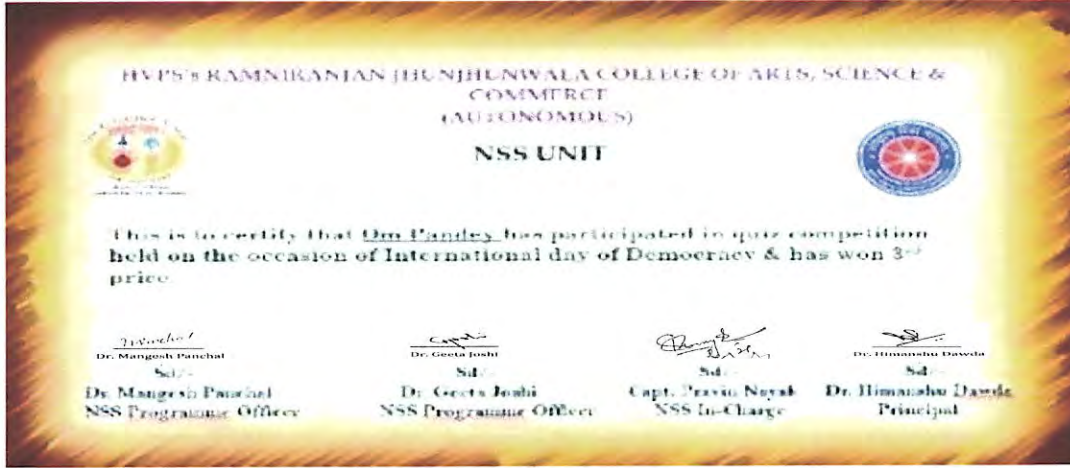 HVPS's RAMNIRANJAN JHUNJHUNWALA COLLEGE OF ARTS, SCIENCE &
COMMERCE
(AUTONOMOUS)
NSS UNIT
This is to certify that Om Pandey has participated in quiz competition
held on the occasion of International day of Democracy & has won 3rd
price
Dr. Mangesh Panchal
Dr. Geeta Joshi
Dr. Himanshu Dawda
Sd/-
Sd/-
Sd/-
Sd/-
Dr. Mangesh Panchal
Dr. Geeta Joshi
Capt. Pravin Nayak
Dr. Himanshu Dawda
NSS Programme Officer
NSS Programme Officer
NSS In-Charge
Principal